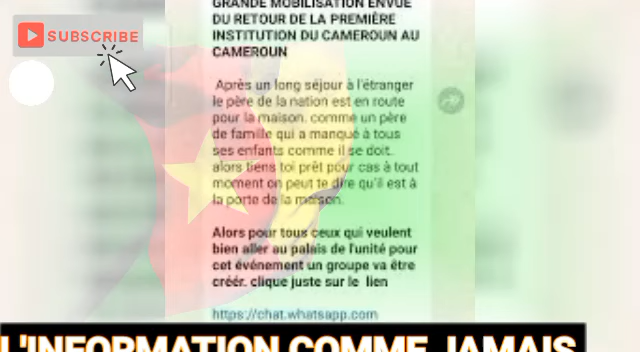 GRANDE MOBILISATION ENVUE
DU RETOUR DE LA PREMIÈRE
INSTITUTION DU CAMEROUN AU
CAMEROUN
Après un long séjour à l'étranger
le père de la nation est en route
pour la maison. comme un père
de famille qui a manqué à tous
ses enfants comme il se doit.
alors tiens toi prêt pour cas à tout
moment on peut te dire qu'il est à
la porte de la maison.
Alors pour tous ceux qui veulent
bien aller au palais de l'unité pour
cet événement un groupe va être
créér. clique juste sur le lien
https://chat.whatsapp.com
SUBSCRIBE
L'INFORMATION COMME JAMAIS